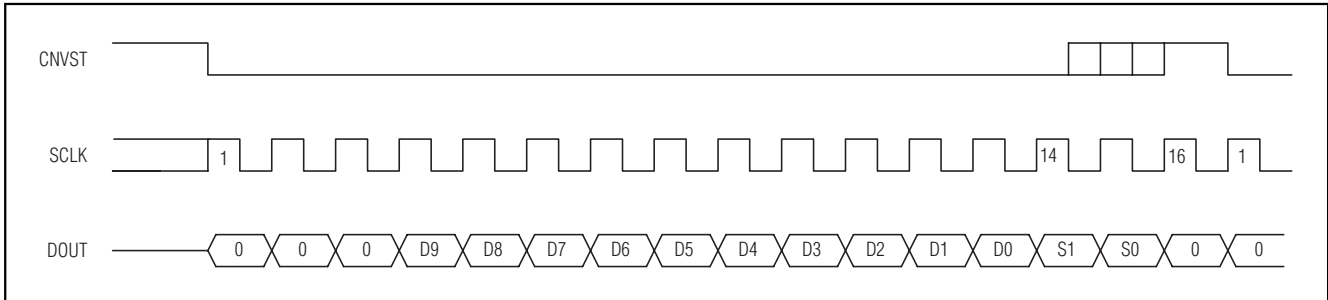 CNVST
SCLK 1 14 16 1
DOUT 0 0 0 D9 D8 D7 D6 D5 D4 D3 D2 D1 D0 S1 S0 0 0